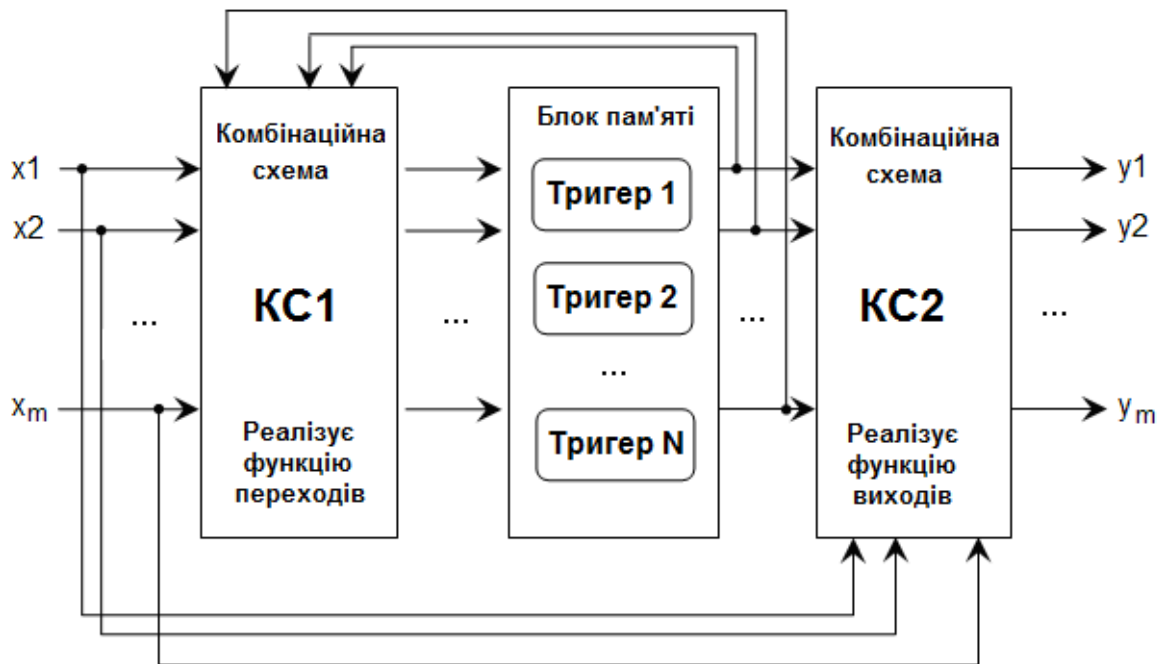 Комбінаційна
схема
КС1
Реалізує
функцію
переходів
Блок пам'яті
Тригер 1
Тригер 2
...
Тригер N
Комбінаційна
схема
КС2
Реалізує
функцію
виходів
x1
x2
...
xm
...
...
y1
y2
...
ym